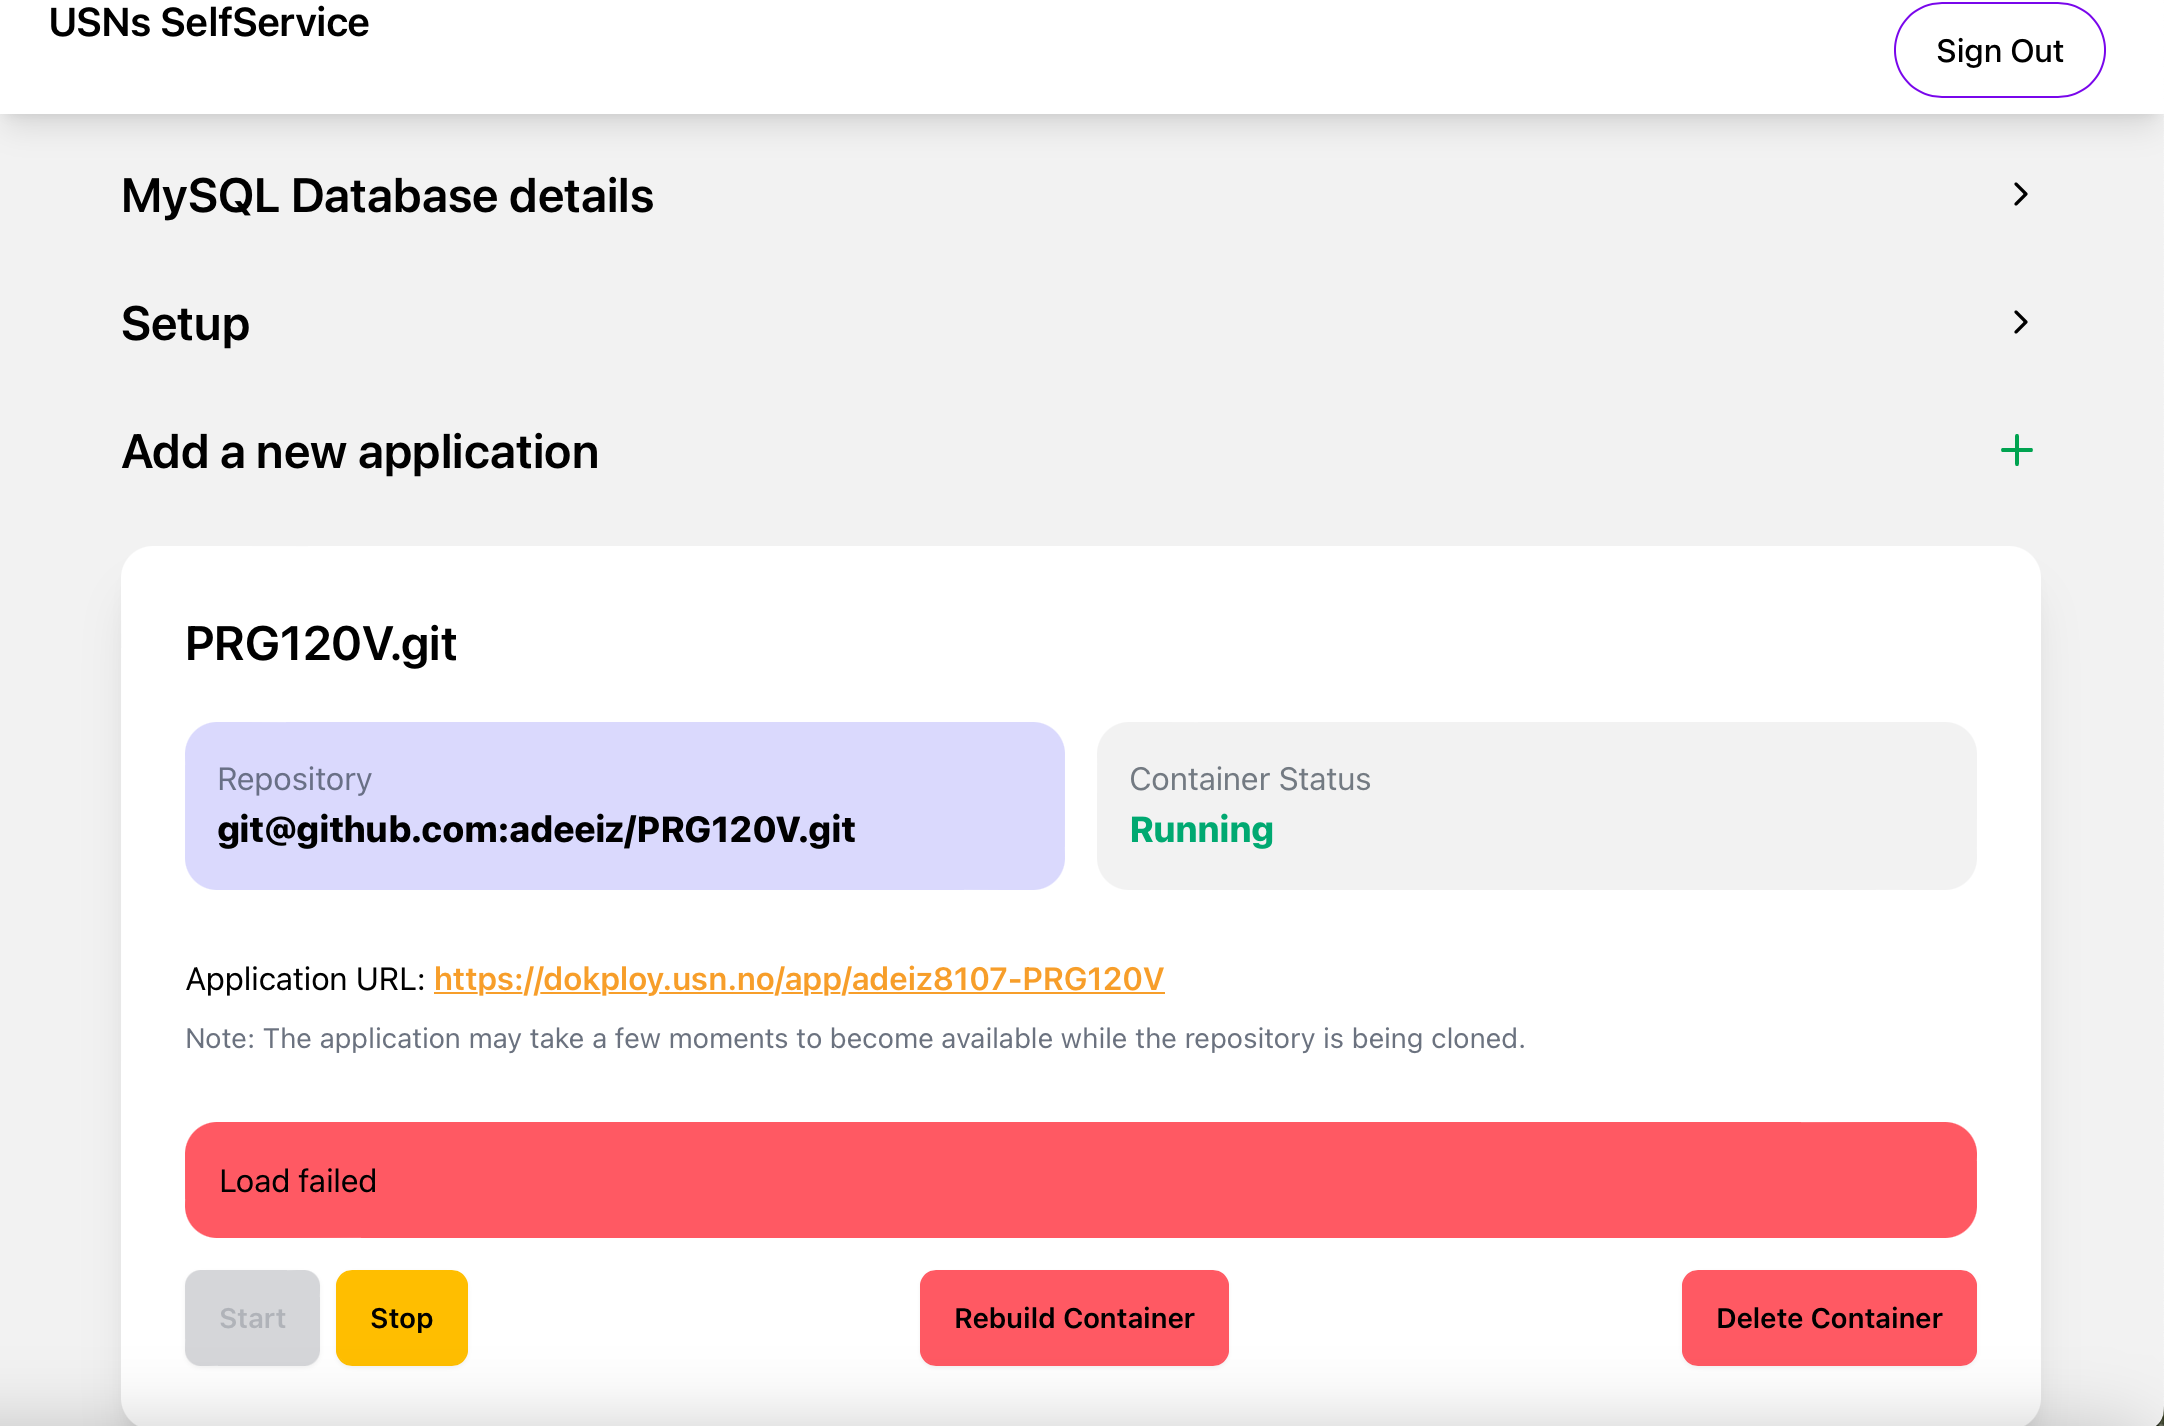 USNs SelfService
Sign Out
MySQL Database details
Setup
Add a new application
PRG120V.git
Repository
git@github.com:adeeiz/PRG120V.git
Container Status
Running
Application URL: https://dokploy.usn.no/app/adeiz8107-PRG120V
Note: The application may take a few moments to become available while the repository is being cloned.
Load failed
Start
Stop
Rebuild Container
Delete Container